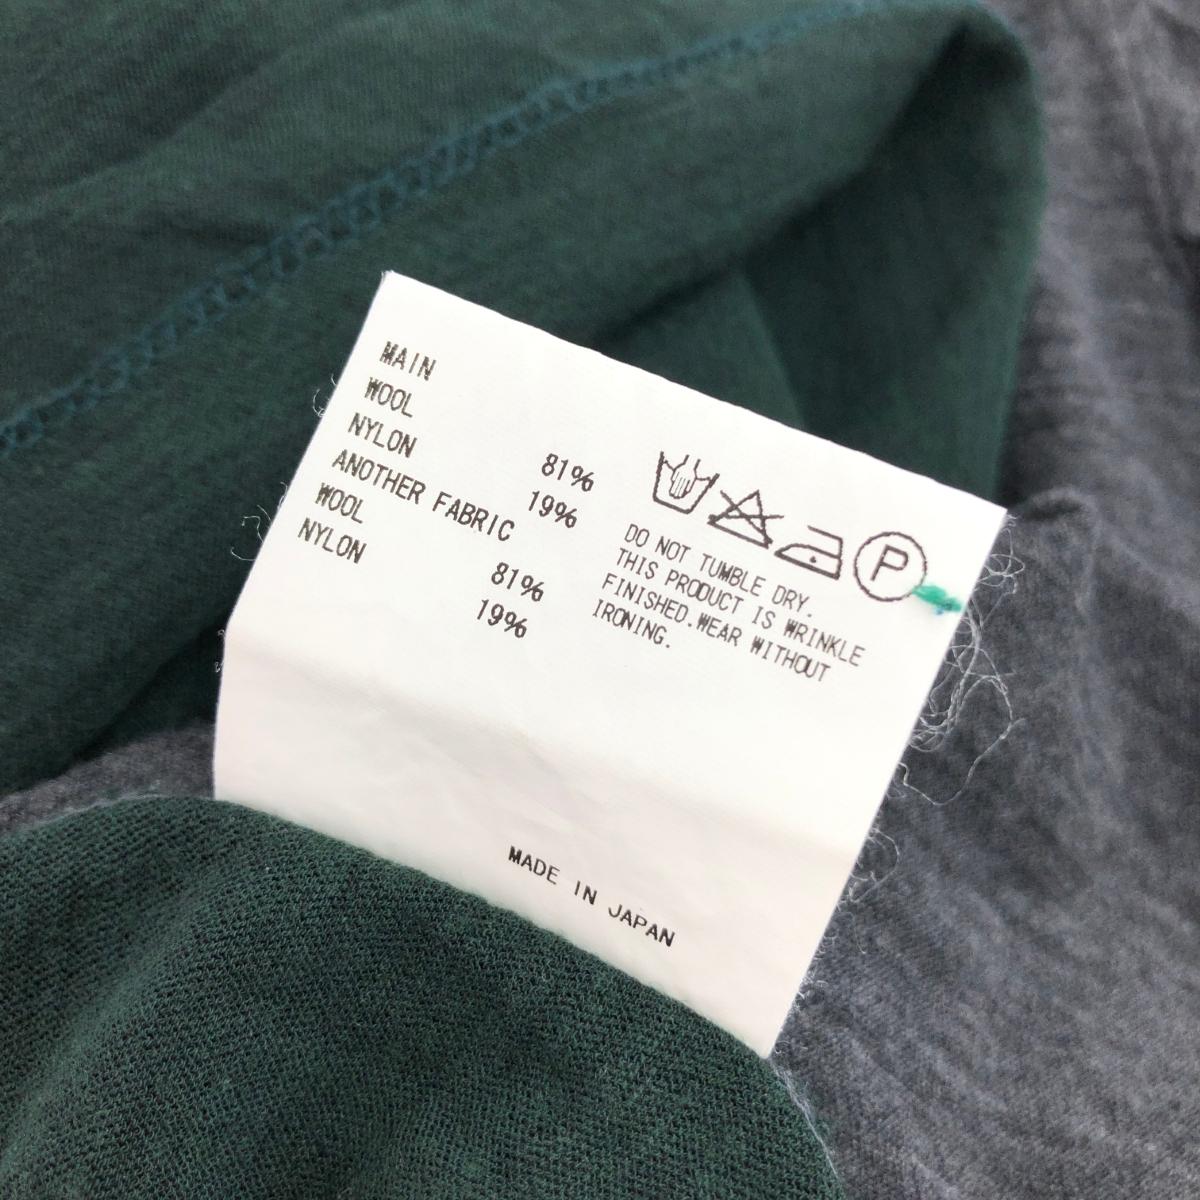 MAIN
WOOL 81%
NYLON 19%
ANOTHER FABRIC
WOOL 81%
NYLON 19%
P
DO NOT TUMBLE DRY.
THIS PRODUCT IS WRINKLE
FINISHED.WEAR WITHOUT
IRONING.
MADE IN JAPAN